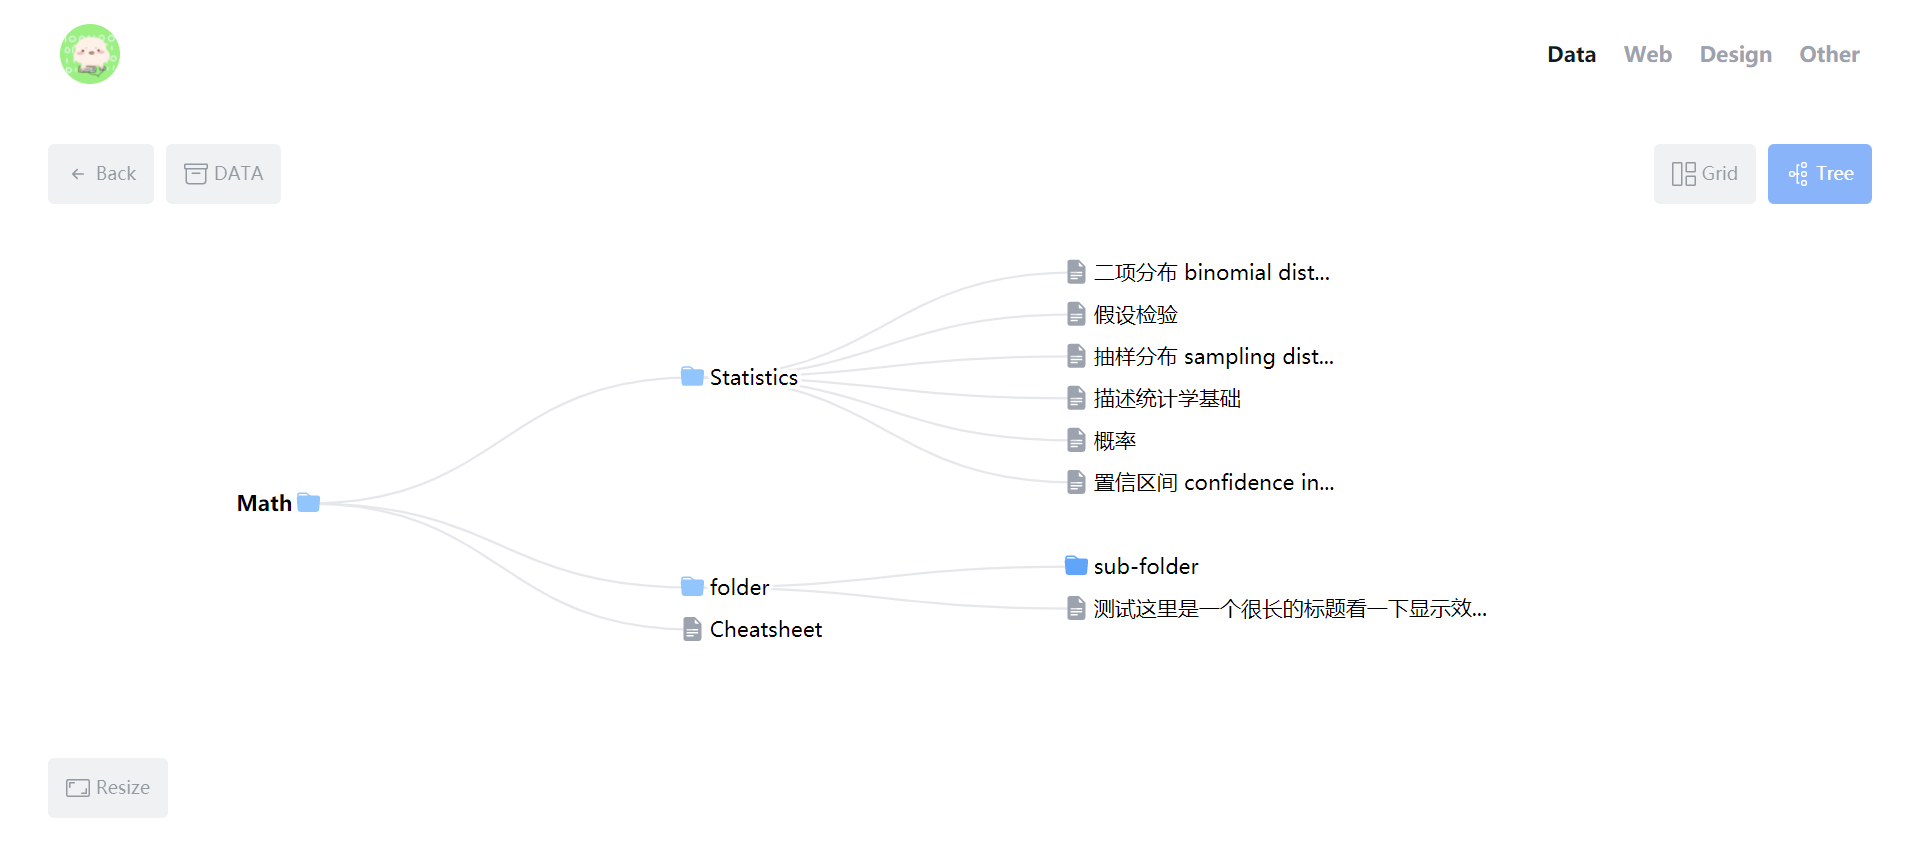 Data Web Design Other
Back DATA Grid Tree
二项分布 binomial dist...
假设检验
抽样分布 sampling dist...
Statistics
描述统计学基础
概率
置信区间 confidence in...
Math
sub-folder
folder
测试这里是一个很长的标题看一下显示效...
Cheatsheet
Resize